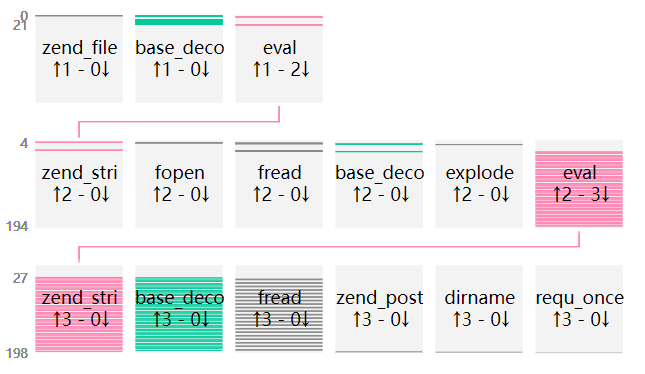 0
21
zend_file base_deco eval
↑1 - 0↓ ↑1 - 0↓ ↑1 - 2↓
4
zend_stri fopen fread base_deco explode eval
↑2 - 0↓ ↑2 - 0↓ ↑2 - 0↓ ↑2 - 0↓ ↑2 - 0↓ ↑2 - 3↓
194
27
zend_stri base_deco fread zend_post dirname requ_once
↑3 - 0↓ ↑3 - 0↓ ↑3 - 0↓ ↑3 - 0↓ ↑3 - 0↓ ↑3 - 0↓
198